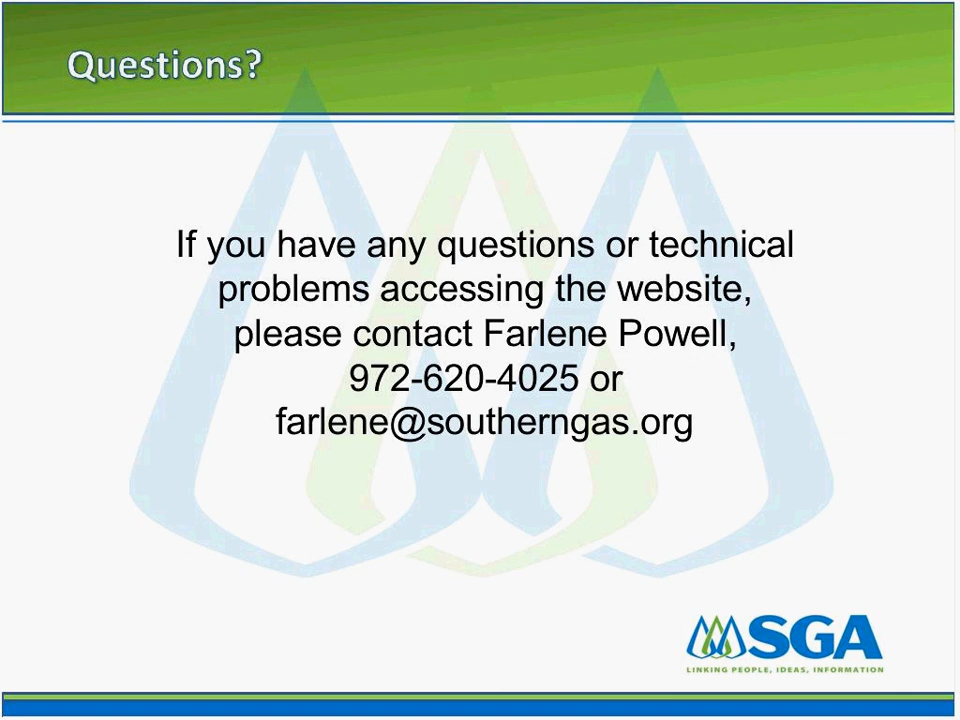 Questions?
If you have any questions or technical
problems accessing the website,
please contact Farlene Powell,
972-620-4025 or
farlene@southerngas.org
SGA
LINKING PEOPLE, IDEAS, INFORMATION